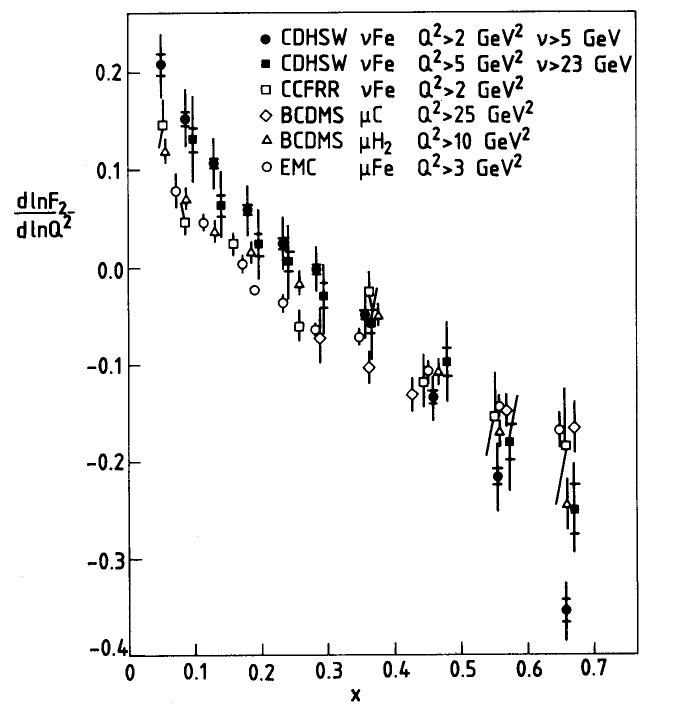 ● CDHSW νFe Q²>2 GeV² ν>5 GeV
■ CDHSW νFe Q²>5 GeV² ν>23 GeV
□ CCFRR νFe Q²>2 GeV²
◇ BCDMS μC Q²>25 GeV²
△ BCDMS μH₂ Q²>10 GeV²
○ EMC μFe Q²>3 GeV²
0.2
0.1
dlnF₂
dlnQ²
0.0
-0.1
-0.2
-0.3
-0.4
0 0.1 0.2 0.3 0.4 0.5 0.6 0.7
x